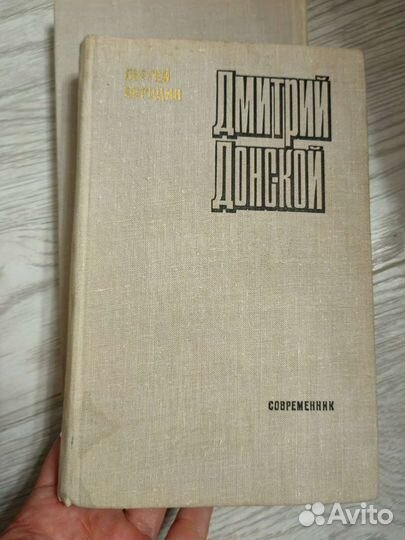 СЕРГЕЙ
БОРОДИН
ДМИТРИЙ
ДОНСКОЙ
СОВРЕМЕННИК
Avito